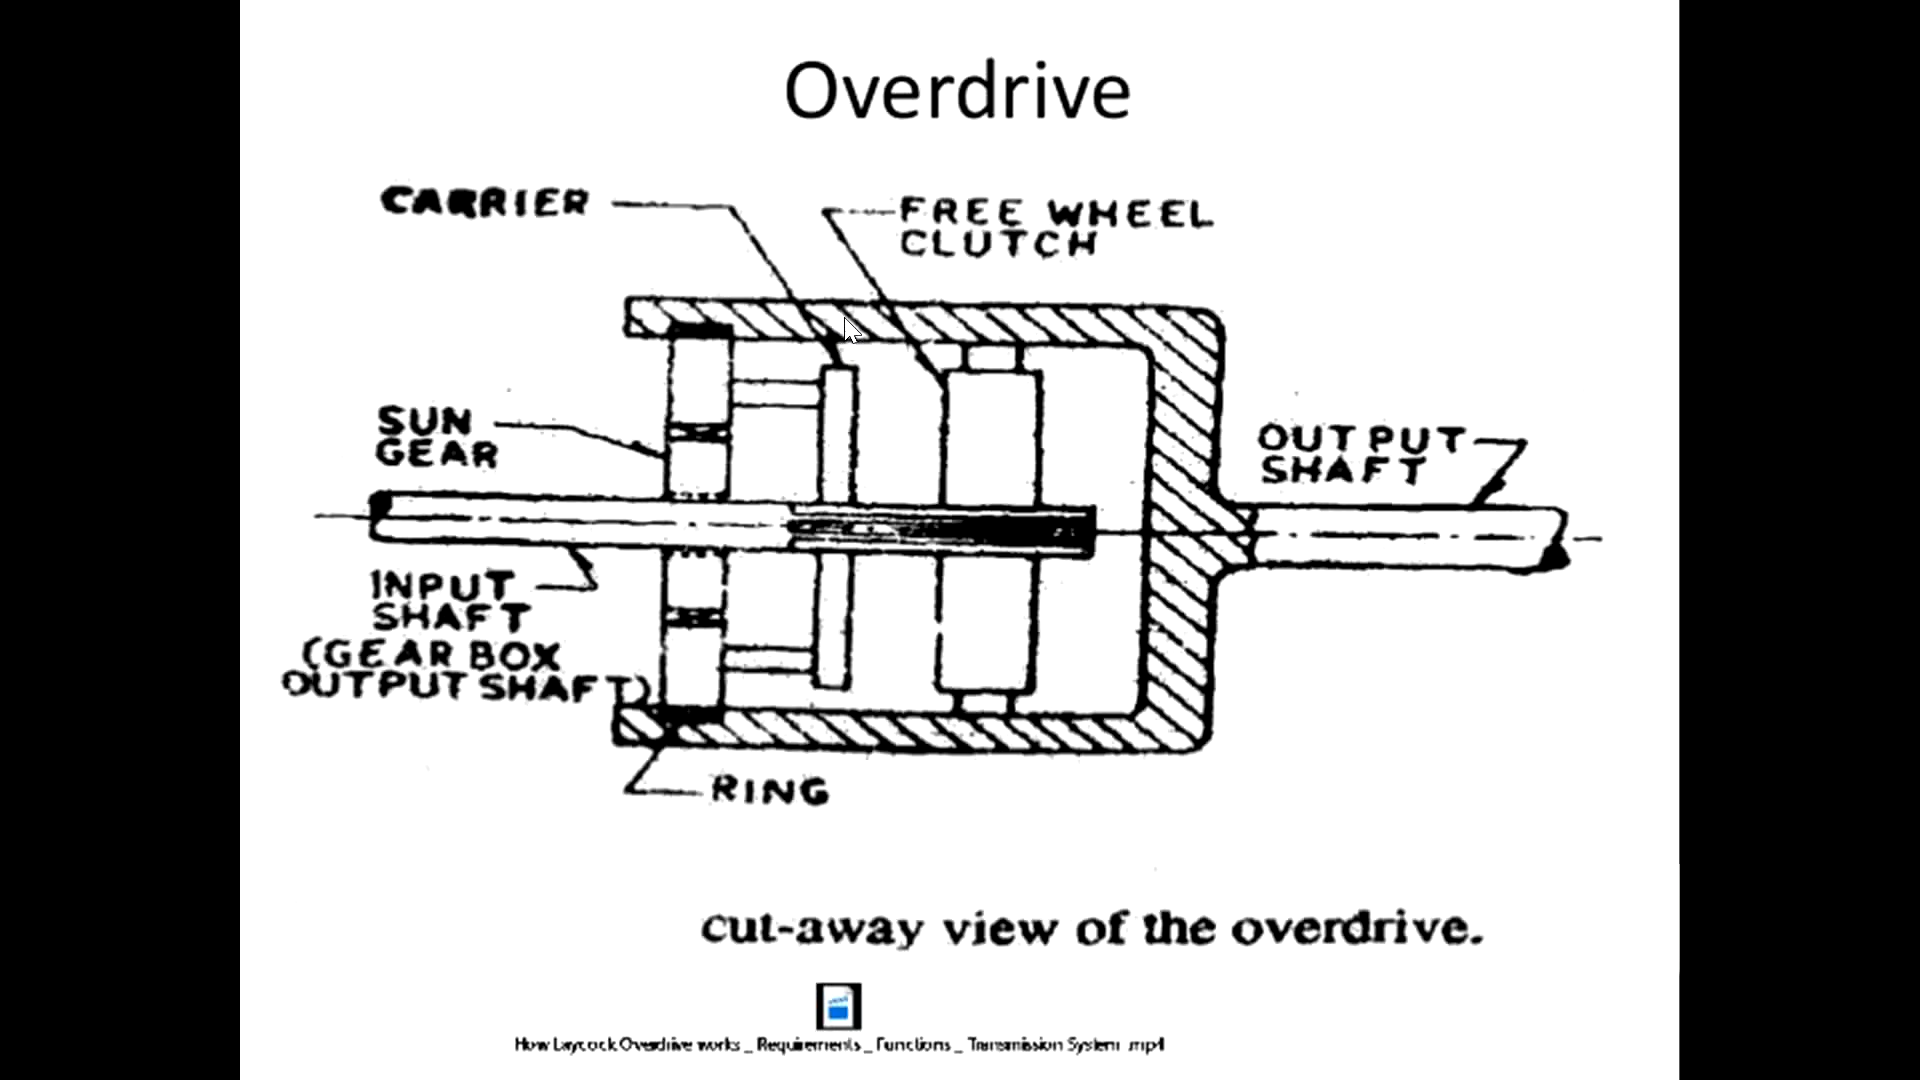 Overdrive
CARRIER
FREE WHEEL
CLUTCH
SUN
GEAR
OUTPUT
SHAFT
INPUT
SHAFT
(GEAR BOX
OUTPUT SHAFT)
RING
cut-away view of the overdrive.
How Laycock Overdrive works _ Requirements _ Functions _ Transmission System .mp4